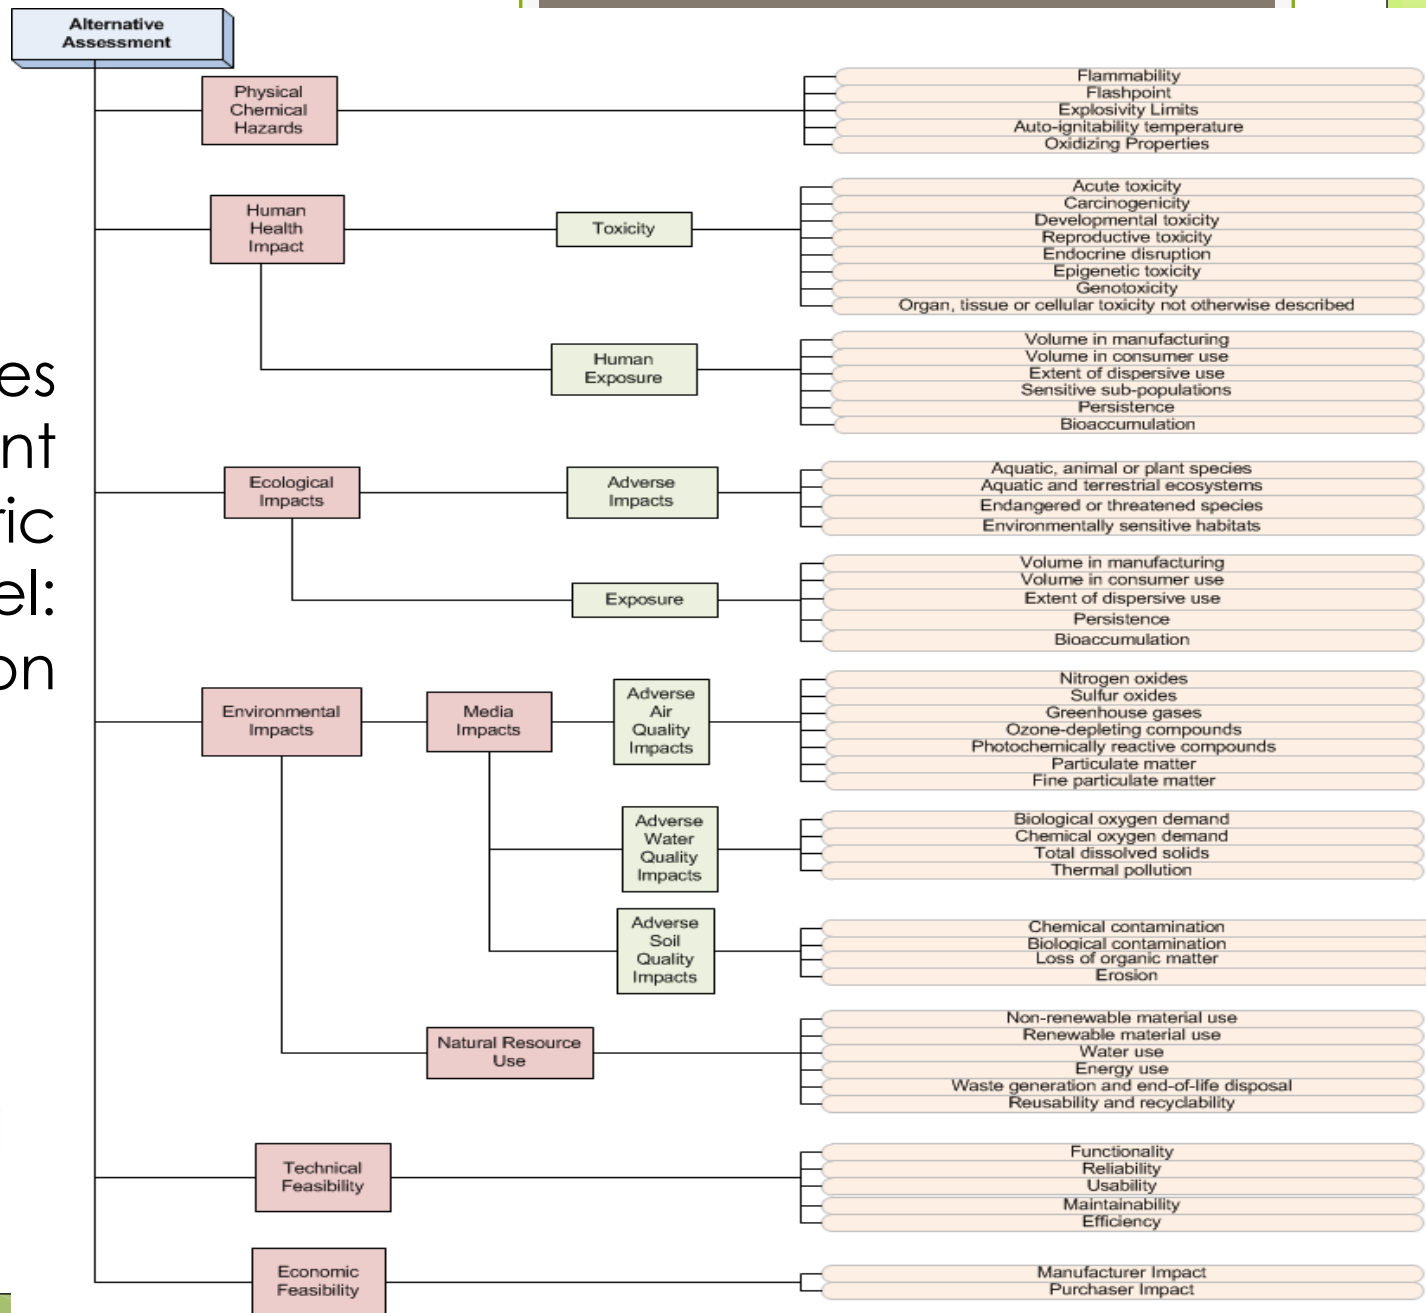 Alternative
Assessment
Physical
Chemical
Hazards
Flammability
Flashpoint
Explosivity Limits
Auto-ignitability temperature
Oxidizing Properties
Human
Health
Impact
Toxicity
Acute toxicity
Carcinogenicity
Developmental toxicity
Reproductive toxicity
Endocrine disruption
Epigenetic toxicity
Genotoxicity
Organ, tissue or cellular toxicity not otherwise described
Human
Exposure
Volume in manufacturing
Volume in consumer use
Extent of dispersive use
Sensitive sub-populations
Persistence
Bioaccumulation
Ecological
Impacts
Adverse
Impacts
Aquatic, animal or plant species
Aquatic and terrestrial ecosystems
Endangered or threatened species
Environmentally sensitive habitats
Exposure
Volume in manufacturing
Volume in consumer use
Extent of dispersive use
Persistence
Bioaccumulation
Environmental
Impacts
Media
Impacts
Adverse
Air
Quality
Impacts
Nitrogen oxides
Sulfur oxides
Greenhouse gases
Ozone-depleting compounds
Photochemically reactive compounds
Particulate matter
Fine particulate matter
Adverse
Water
Quality
Impacts
Biological oxygen demand
Chemical oxygen demand
Total dissolved solids
Thermal pollution
Adverse
Soil
Quality
Impacts
Chemical contamination
Biological contamination
Loss of organic matter
Erosion
Natural Resource
Use
Non-renewable material use
Renewable material use
Water use
Energy use
Waste generation and end-of-life disposal
Reusability and recyclability
Technical
Feasibility
Functionality
Reliability
Usability
Maintainability
Efficiency
Economic
Feasibility
Manufacturer Impact
Purchaser Impact